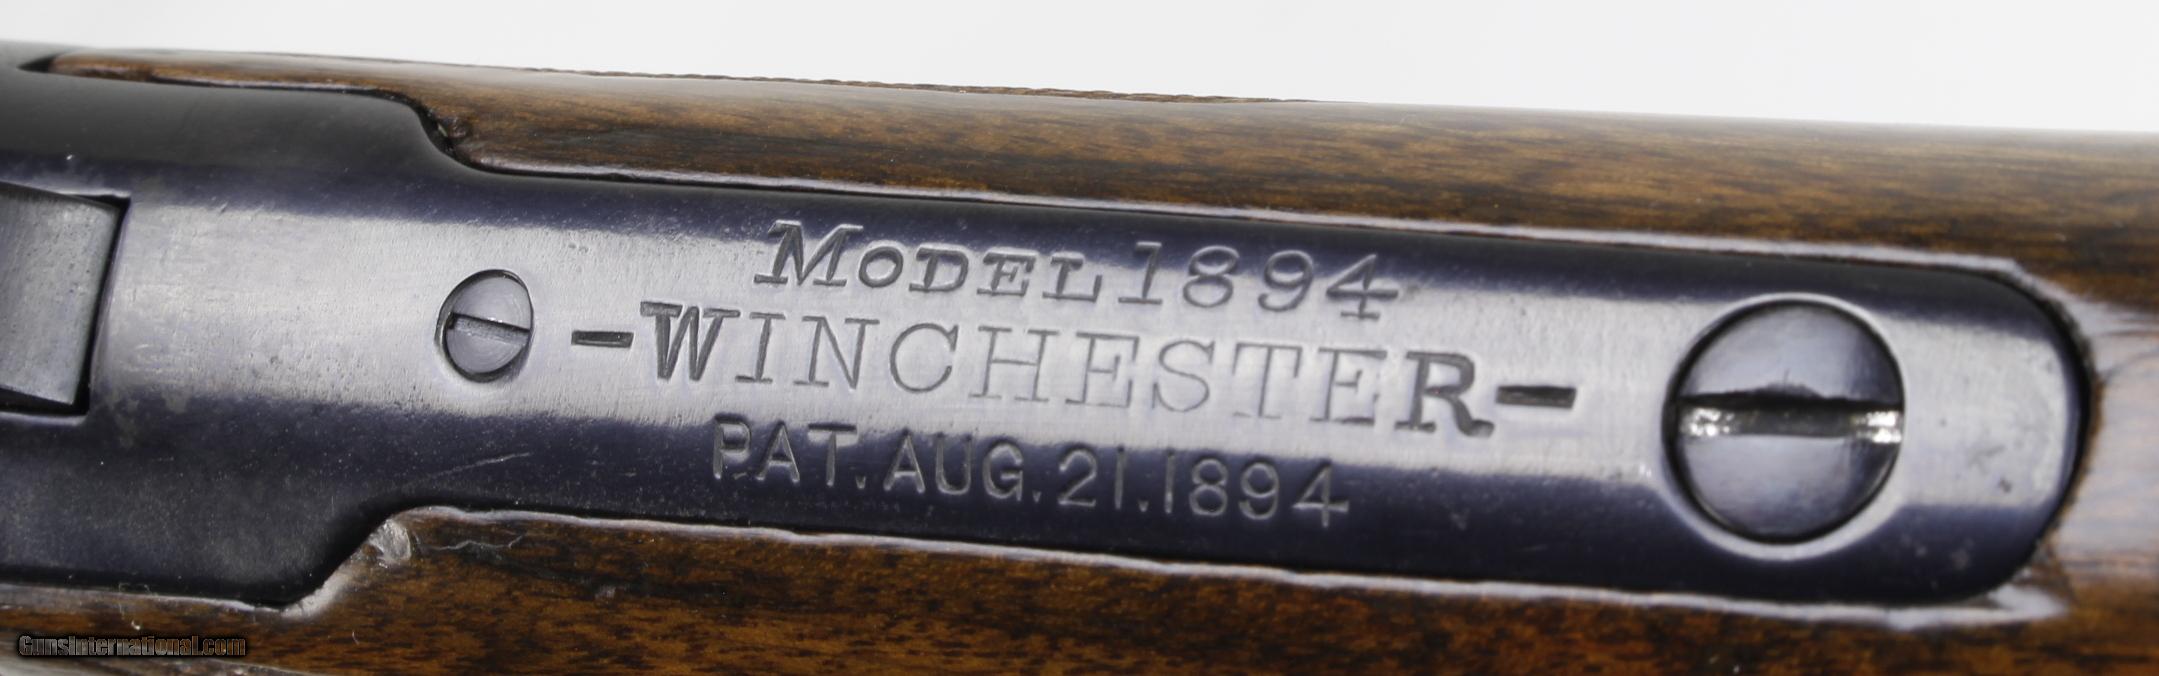 MODEL 1894
-WINCHESTER-
PAT. AUG. 21. 1894
GunsInternational.com